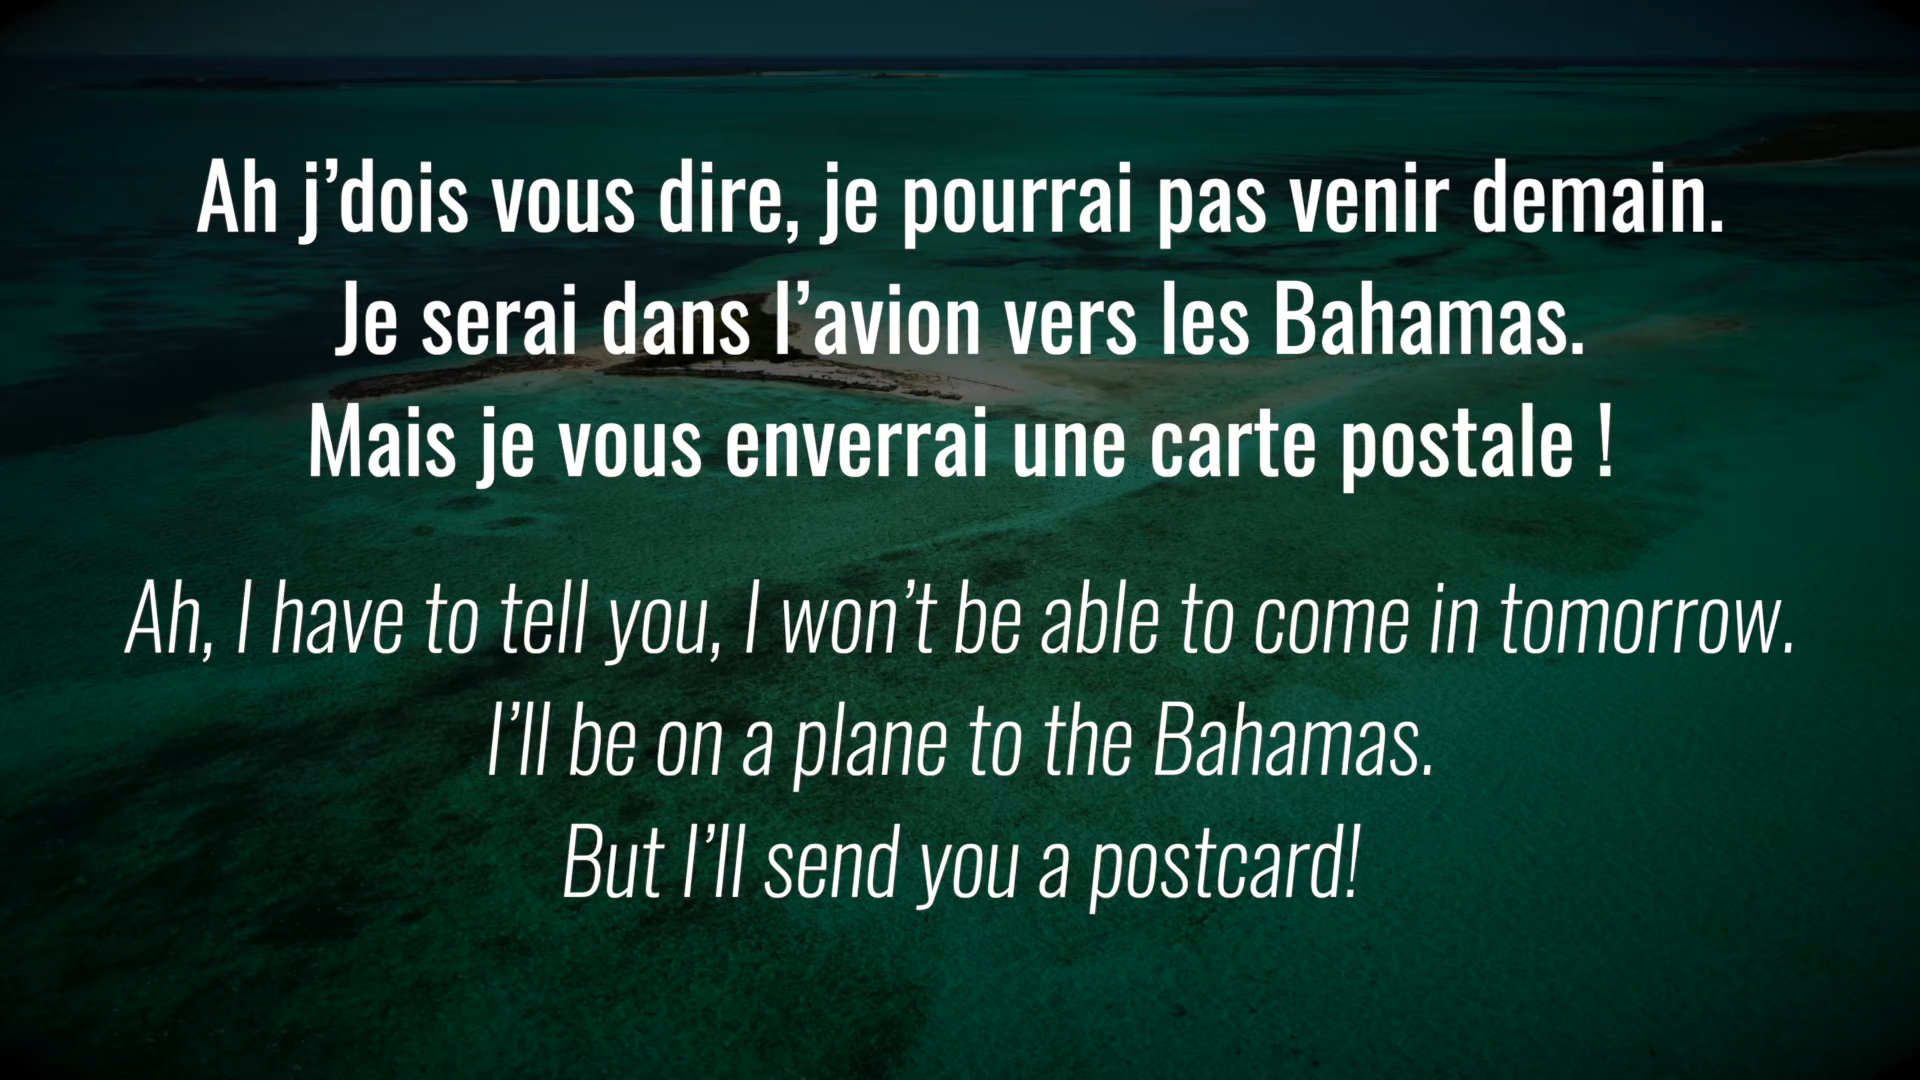 Ah j’dois vous dire, je pourrai pas venir demain.
Je serai dans l’avion vers les Bahamas.
Mais je vous enverrai une carte postale !
Ah, I have to tell you, I won’t be able to come in tomorrow.
I’ll be on a plane to the Bahamas.
But I’ll send you a postcard!